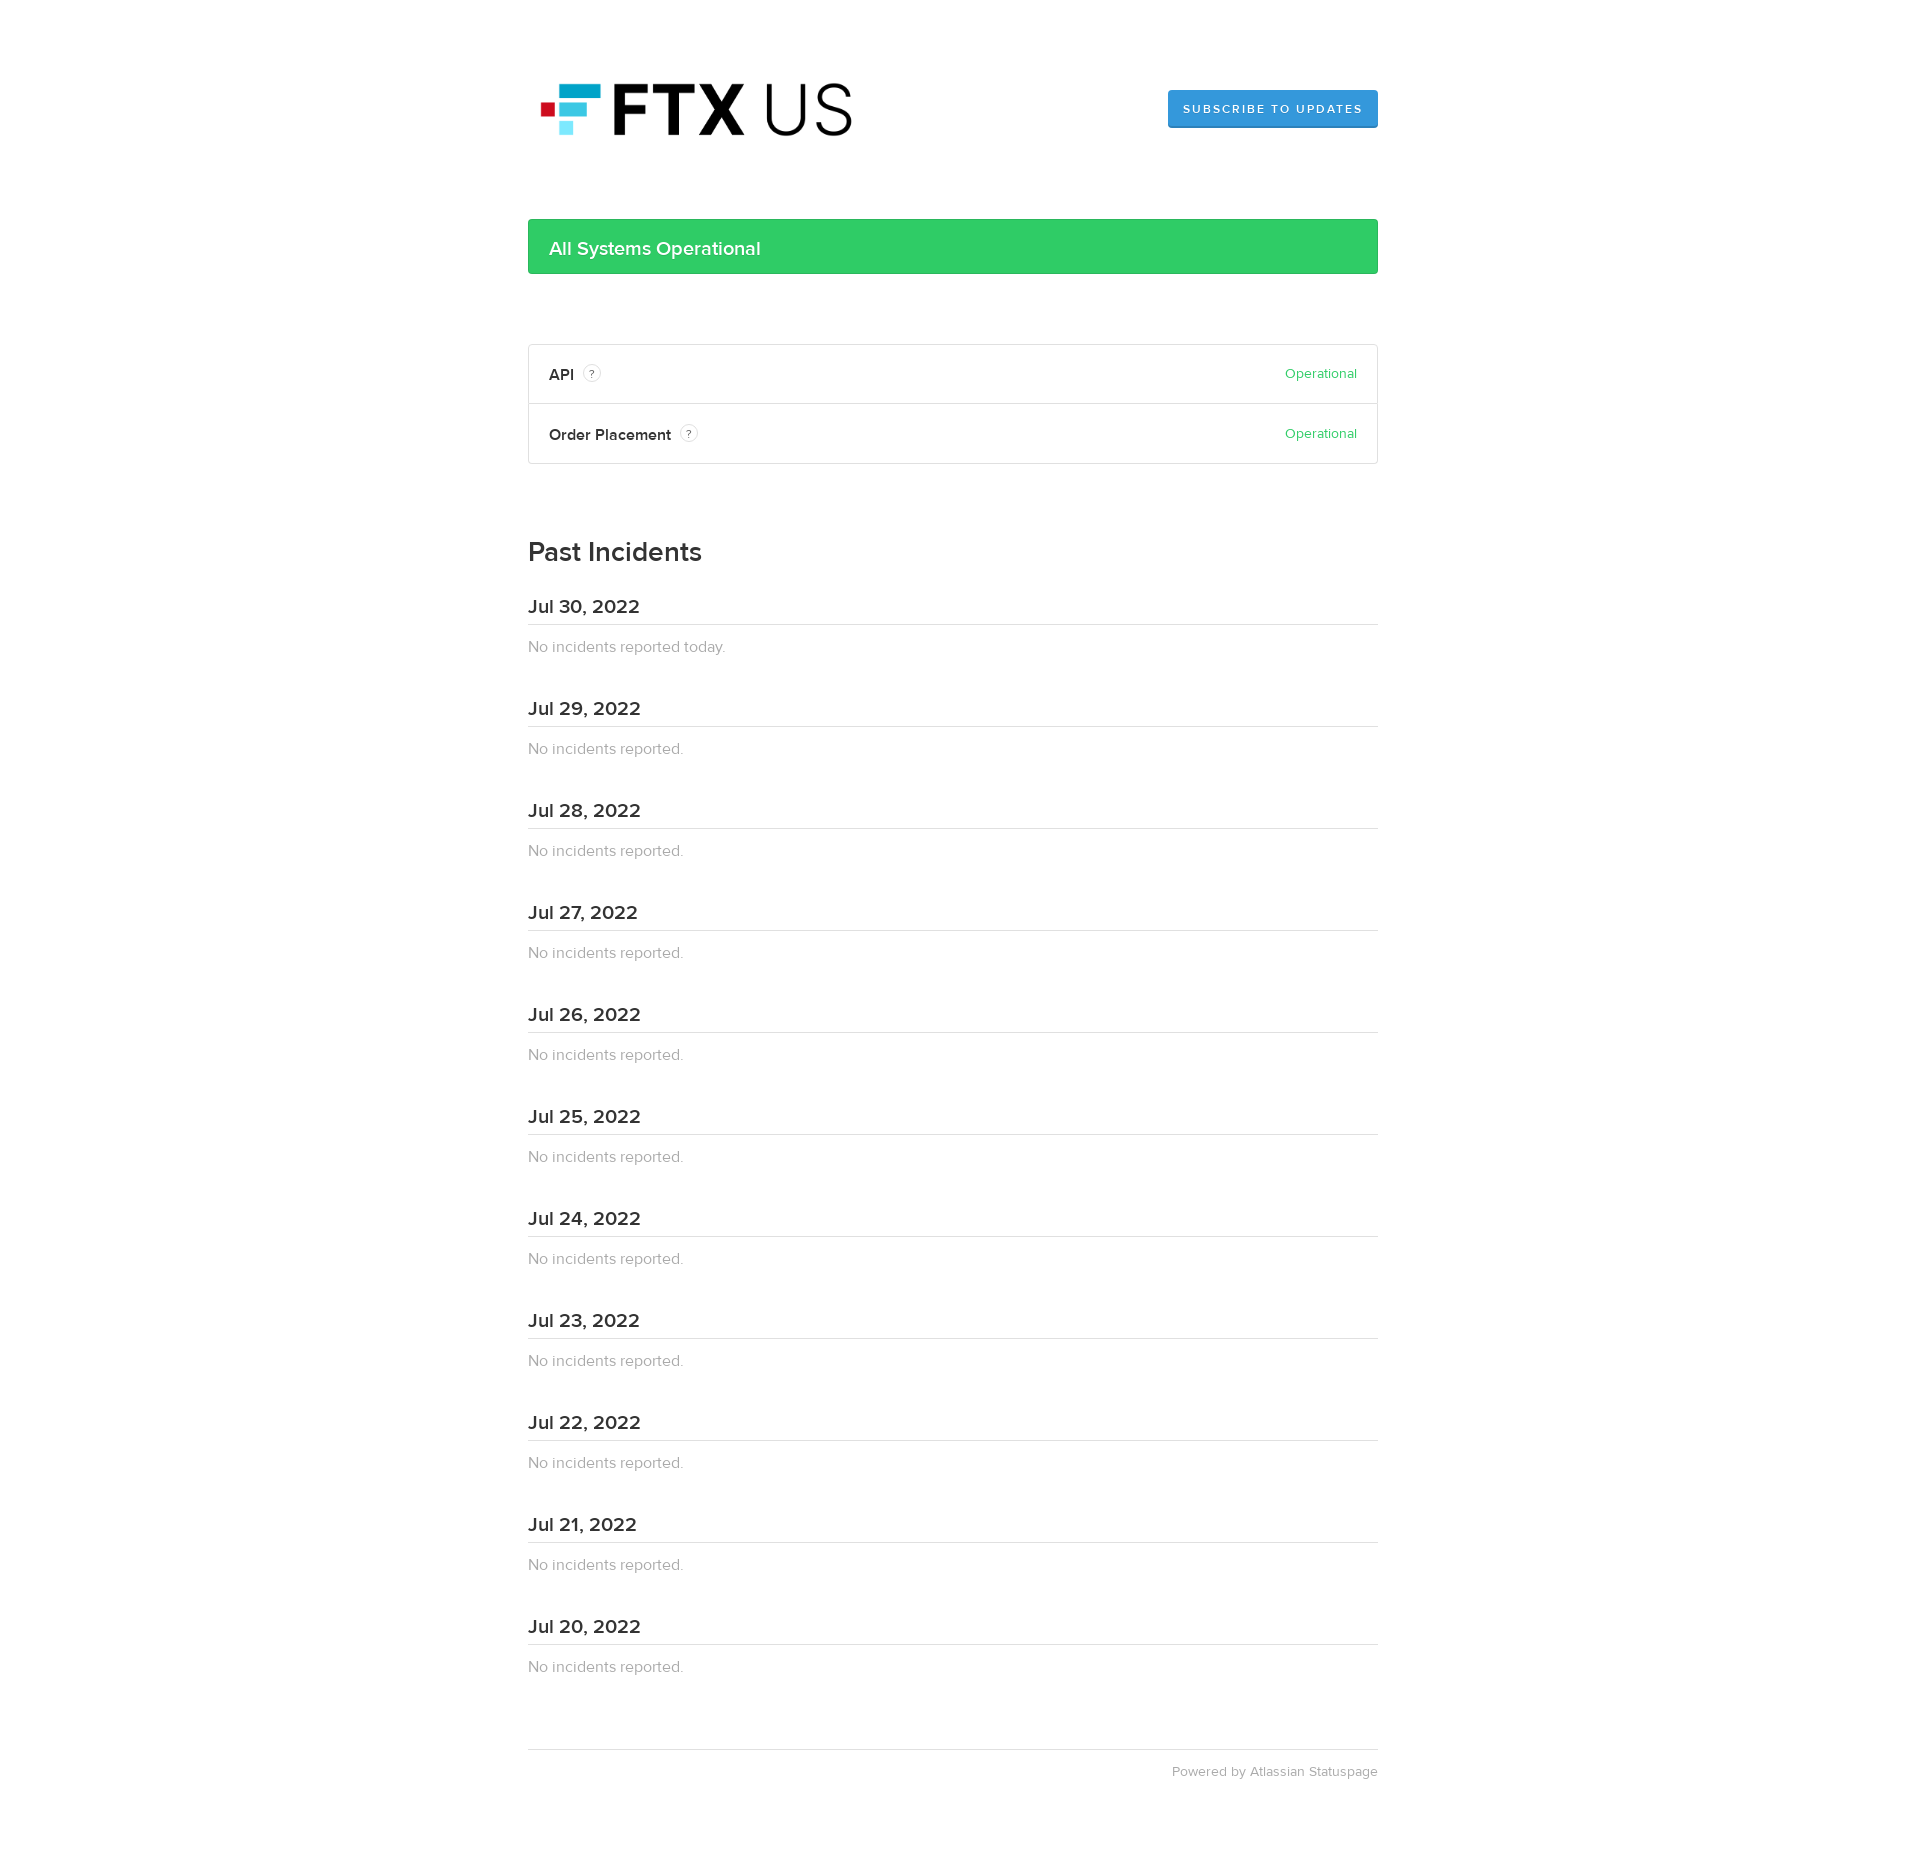 FTX US
SUBSCRIBE TO UPDATES
All Systems Operational
API ? Operational
Order Placement ? Operational
Past Incidents
Jul 30, 2022
No incidents reported today.
Jul 29, 2022
No incidents reported.
Jul 28, 2022
No incidents reported.
Jul 27, 2022
No incidents reported.
Jul 26, 2022
No incidents reported.
Jul 25, 2022
No incidents reported.
Jul 24, 2022
No incidents reported.
Jul 23, 2022
No incidents reported.
Jul 22, 2022
No incidents reported.
Jul 21, 2022
No incidents reported.
Jul 20, 2022
No incidents reported.
Powered by Atlassian Statuspage